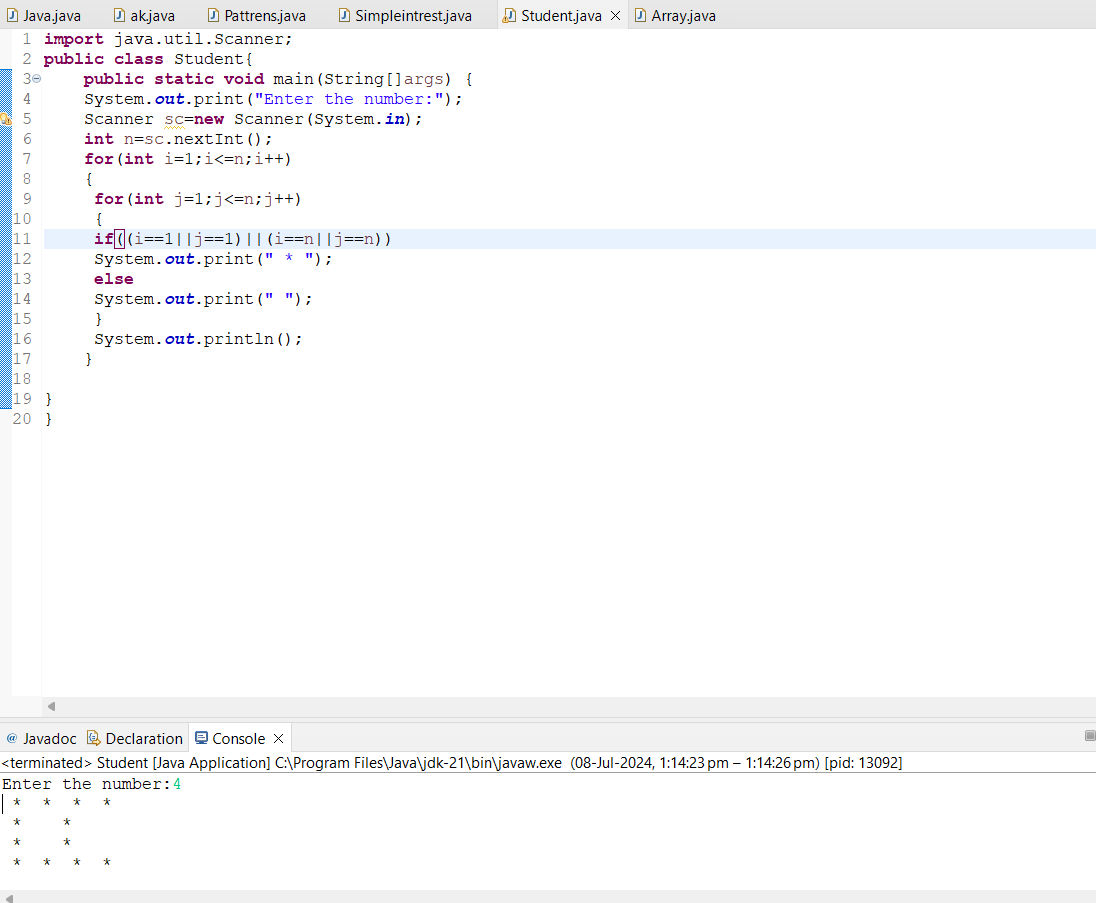 Java.java ak.java Pattrens.java Simpleintrest.java Student.java Array.java
1 import java.util.Scanner;
2 public class Student{
3 public static void main(String[]args) {
4 System.out.print("Enter the number:");
5 Scanner sc=new Scanner(System.in);
6 int n=sc.nextInt();
7 for(int i=1;i<=n;i++)
8 {
9 for(int j=1;j<=n;j++)
10 {
11 if((i==1||j==1)||(i==n||j==n))
12 System.out.print(" * ");
13 else
14 System.out.print(" ");
15 }
16 System.out.println();
17 }
18
19 }
20 }
@ Javadoc Declaration Console
<terminated> Student [Java Application] C:\Program Files\Java\jdk-21\bin\javaw.exe (08-Jul-2024, 1:14:23 pm – 1:14:26 pm) [pid: 13092]
Enter the number:4
 *  *  *  * 
 *     * 
 *     * 
 *  *  *  *